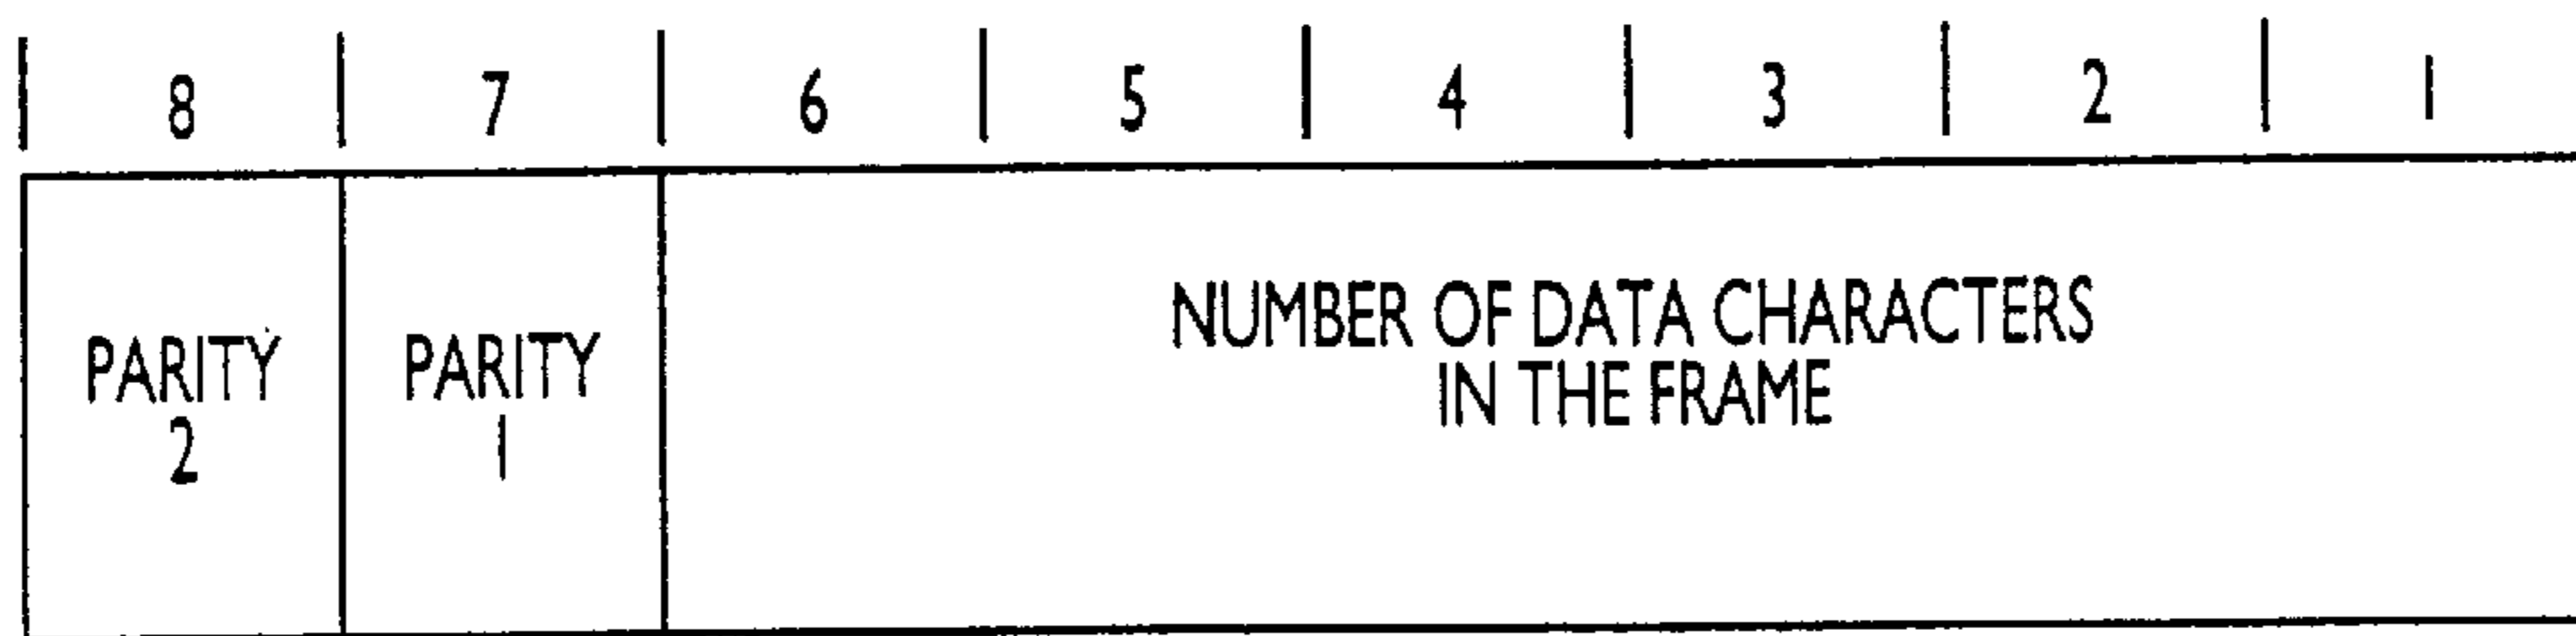 8 7 6 5 4 3 2 1
PARITY
2
PARITY
1
NUMBER OF DATA CHARACTERS
IN THE FRAME